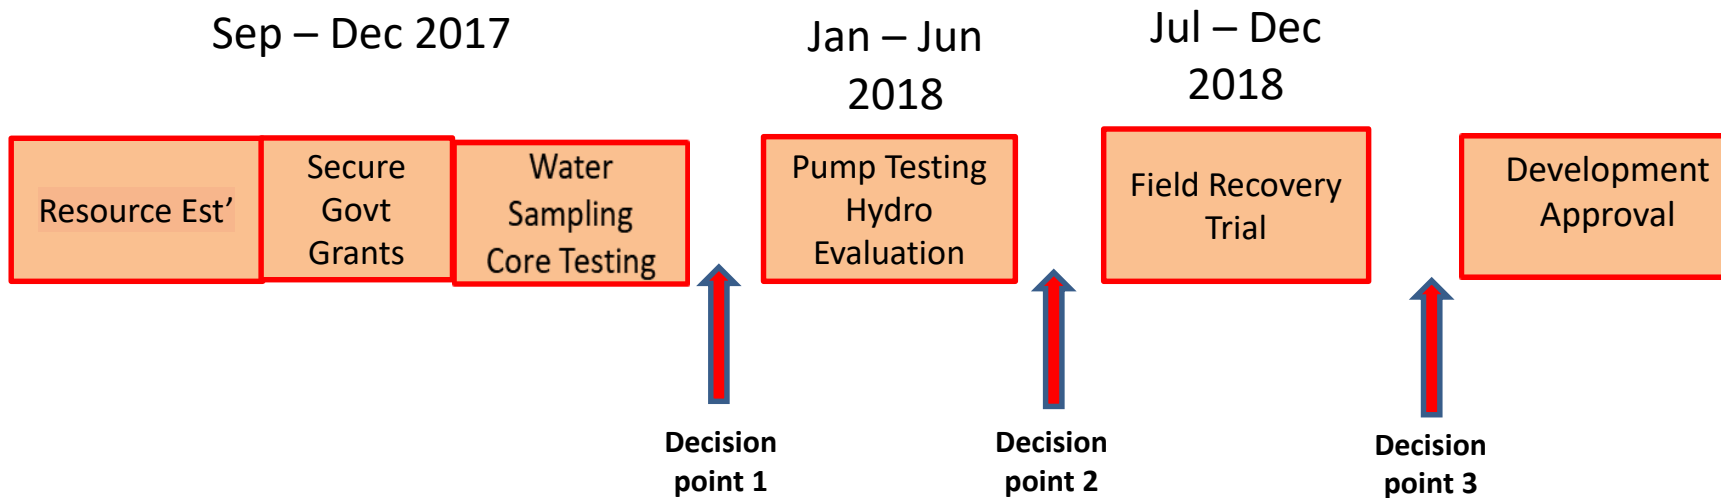 Sep – Dec 2017
Jan – Jun
2018
Jul – Dec
2018
Resource Est’
Secure
Govt
Grants
Water
Sampling
Core Testing
Pump Testing
Hydro
Evaluation
Field Recovery
Trial
Development
Approval
Decision
point 1
Decision
point 2
Decision
point 3